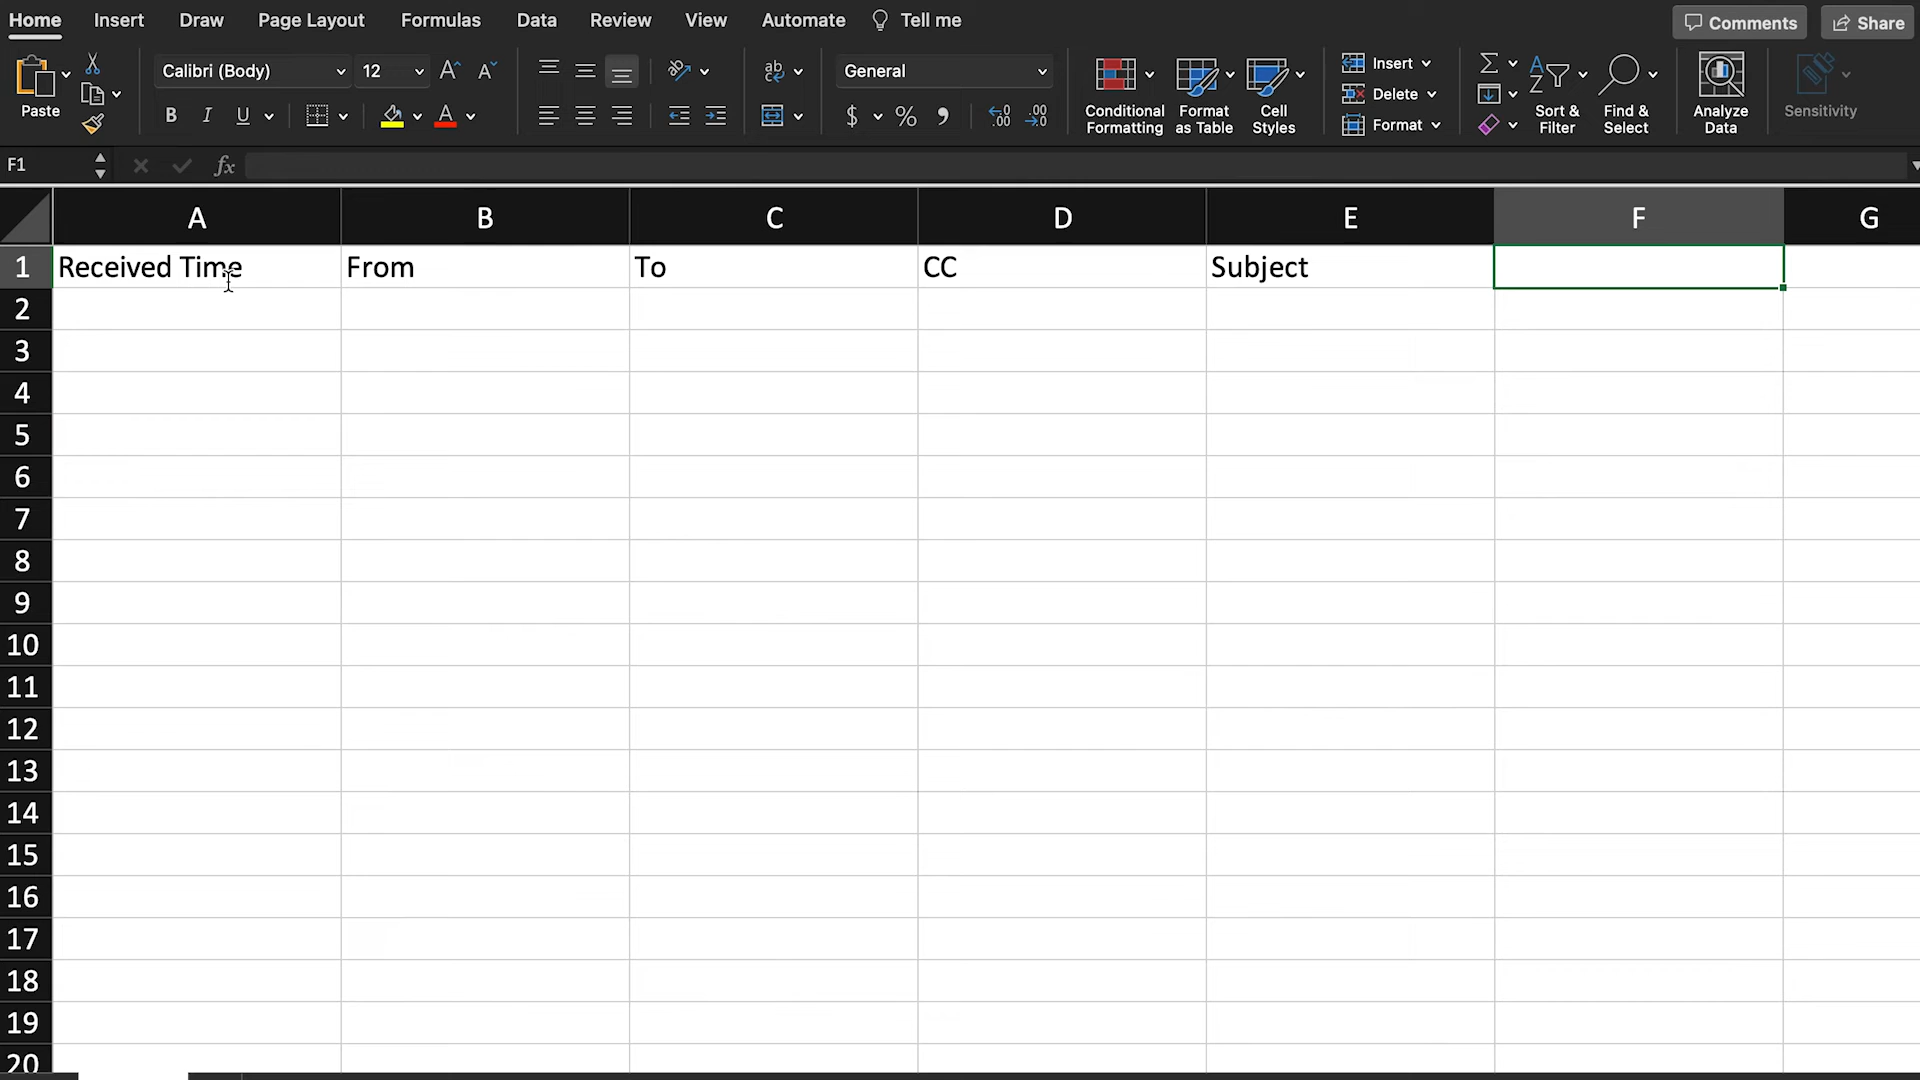 Home Insert Draw Page Layout Formulas Data Review View Automate Tell me Comments Share
Calibri (Body) 12 General Insert
Delete
Paste B I U $ % Conditional Formatting Format as Table Cell Styles Format Sort & Filter Find & Select Analyze Data Sensitivity
F1 fx
A B C D E F G
1 Received Time From To CC Subject
2
3
4
5
6
7
8
9
10
11
12
13
14
15
16
17
18
19
20